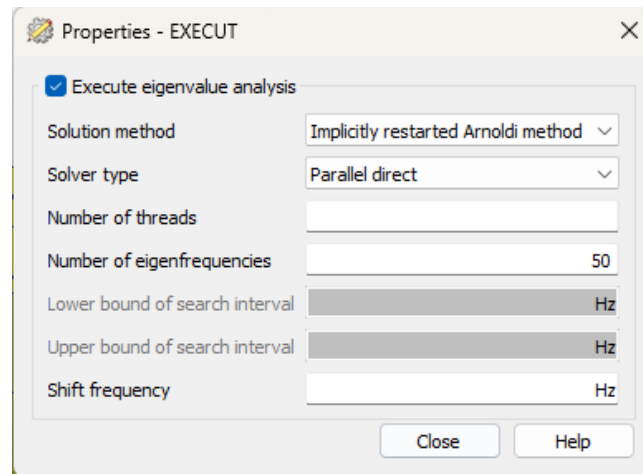 Properties - EXECUT
Execute eigenvalue analysis
Solution method Implicitly restarted Arnoldi method
Solver type Parallel direct
Number of threads
Number of eigenfrequencies 50
Lower bound of search interval Hz
Upper bound of search interval Hz
Shift frequency Hz
Close Help